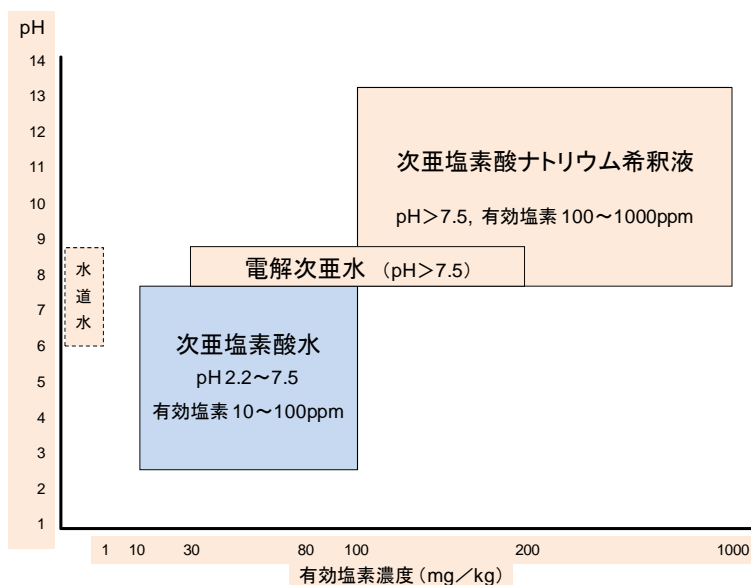 pH
14
13
12
11
10
9
8
7
6
5
4
3
2
1
水道水
次亜塩素酸ナトリウム希釈液
pH>7.5, 有効塩素 100～1000ppm
電解次亜水 （pH>7.5）
次亜塩素酸水
pH 2.2～7.5
有効塩素 10～100ppm
1 10 30 80 100 200 1000
有効塩素濃度（mg／kg）